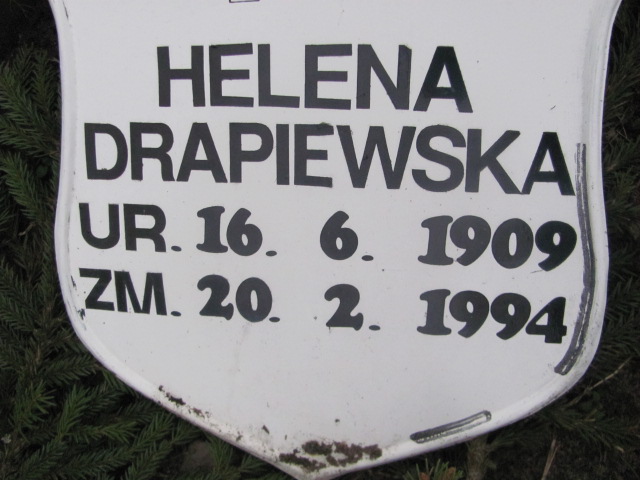 HELENA
DRAPIEWSKA
UR. 16. 6. 1909
ZM. 20. 2. 1994